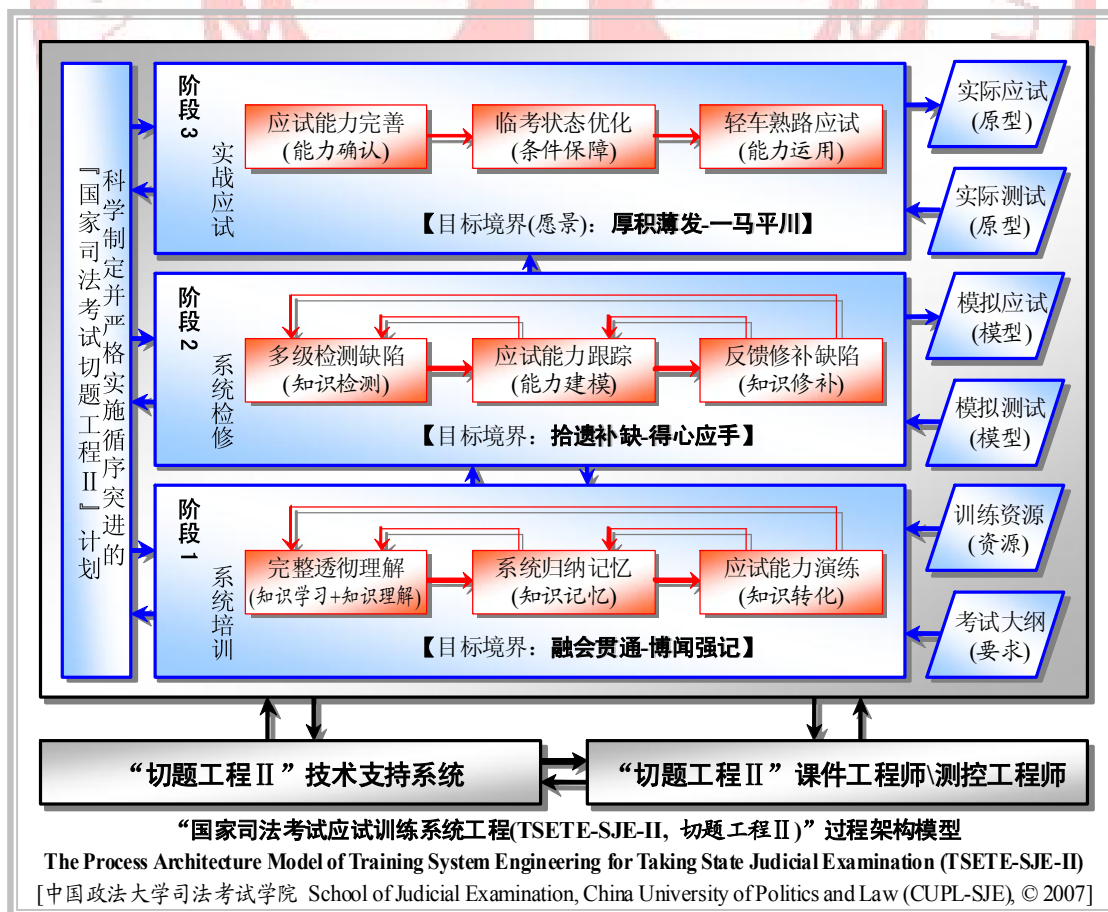 科学制定并严格实施循序突进的
『国家司法考试切题工程Ⅱ』计划
阶段3
实战应试
应试能力完善
(能力确认)
临考状态优化
(条件保障)
轻车熟路应试
(能力运用)
【目标境界(愿景)：厚积薄发-一马平川】
实际应试
(原型)
实际测试
(原型)
阶段2
系统检修
多级检测缺陷
(知识检测)
应试能力跟踪
(能力建模)
反馈修补缺陷
(知识修补)
【目标境界：拾遗补缺-得心应手】
模拟应试
(模型)
模拟测试
(模型)
阶段1
系统培训
完整透彻理解
(知识学习+知识理解)
系统归纳记忆
(知识记忆)
应试能力演练
(知识转化)
【目标境界：融会贯通-博闻强记】
训练资源
(资源)
考试大纲
(要求)
“切题工程Ⅱ”技术支持系统
“切题工程Ⅱ”课件工程师\测控工程师
“国家司法考试应试训练系统工程(TSETE-SJE-II, 切题工程Ⅱ)”过程架构模型
The Process Architecture Model of Training System Engineering for Taking State Judicial Examination (TSETE-SJE-II)
[中国政法大学司法考试学院 School of Judicial Examination, China University of Politics and Law (CUPL-SJE), © 2007]